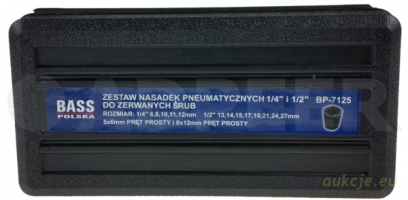 BASS
POLSKA
ZESTAW NASADEK PNEUMATYCZNYCH 1/4" i 1/2" BP-7125
DO ZERWANYCH ŚRUB
ROZMIAR: 1/4" 6,8,10,11,12mm 1/2" 13,14,15,17,19,21,24,27mm
5x6mm PRĘT PROSTY i 8x12mm PRĘT PROSTY
aukcje.eu